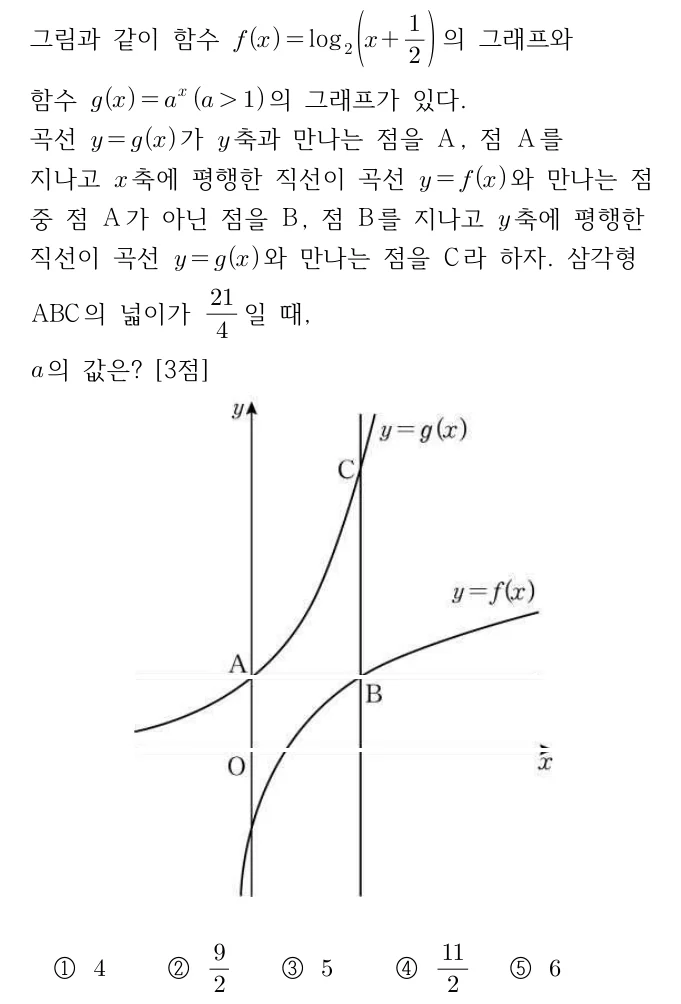 그림과 같이 함수 f(x)=log₂(x+1/2)의 그래프와
함수 g(x)=aˣ (a>1)의 그래프가 있다.
곡선 y=g(x)가 y축과 만나는 점을 A, 점 A를
지나고 x축에 평행한 직선이 곡선 y=f(x)와 만나는 점
중 점 A가 아닌 점을 B, 점 B를 지나고 y축에 평행한
직선이 곡선 y=g(x)와 만나는 점을 C라 하자. 삼각형
ABC의 넓이가 21/4일 때,
a의 값은? [3점]
y
y=g(x)
C
y=f(x)
A
B
O
x
① 4 ② 9/2 ③ 5 ④ 11/2 ⑤ 6